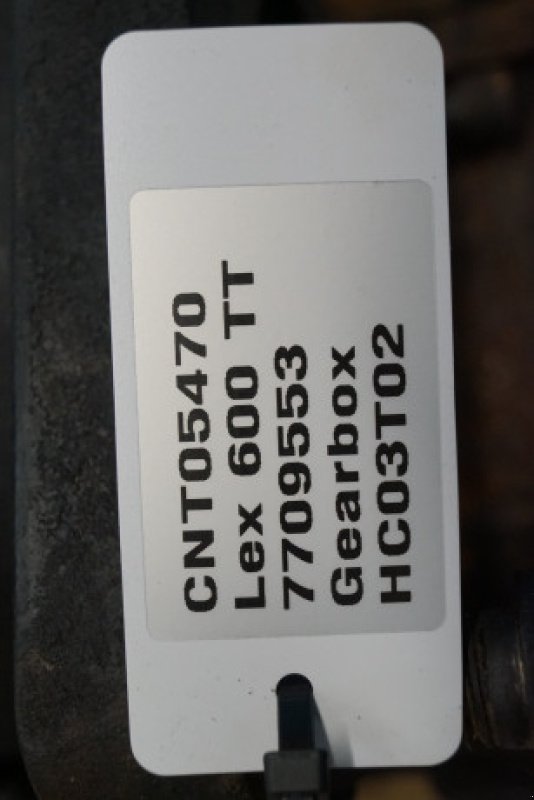 CNT05470
Lex 600 TT
7709553
Gearbox
HC03T02